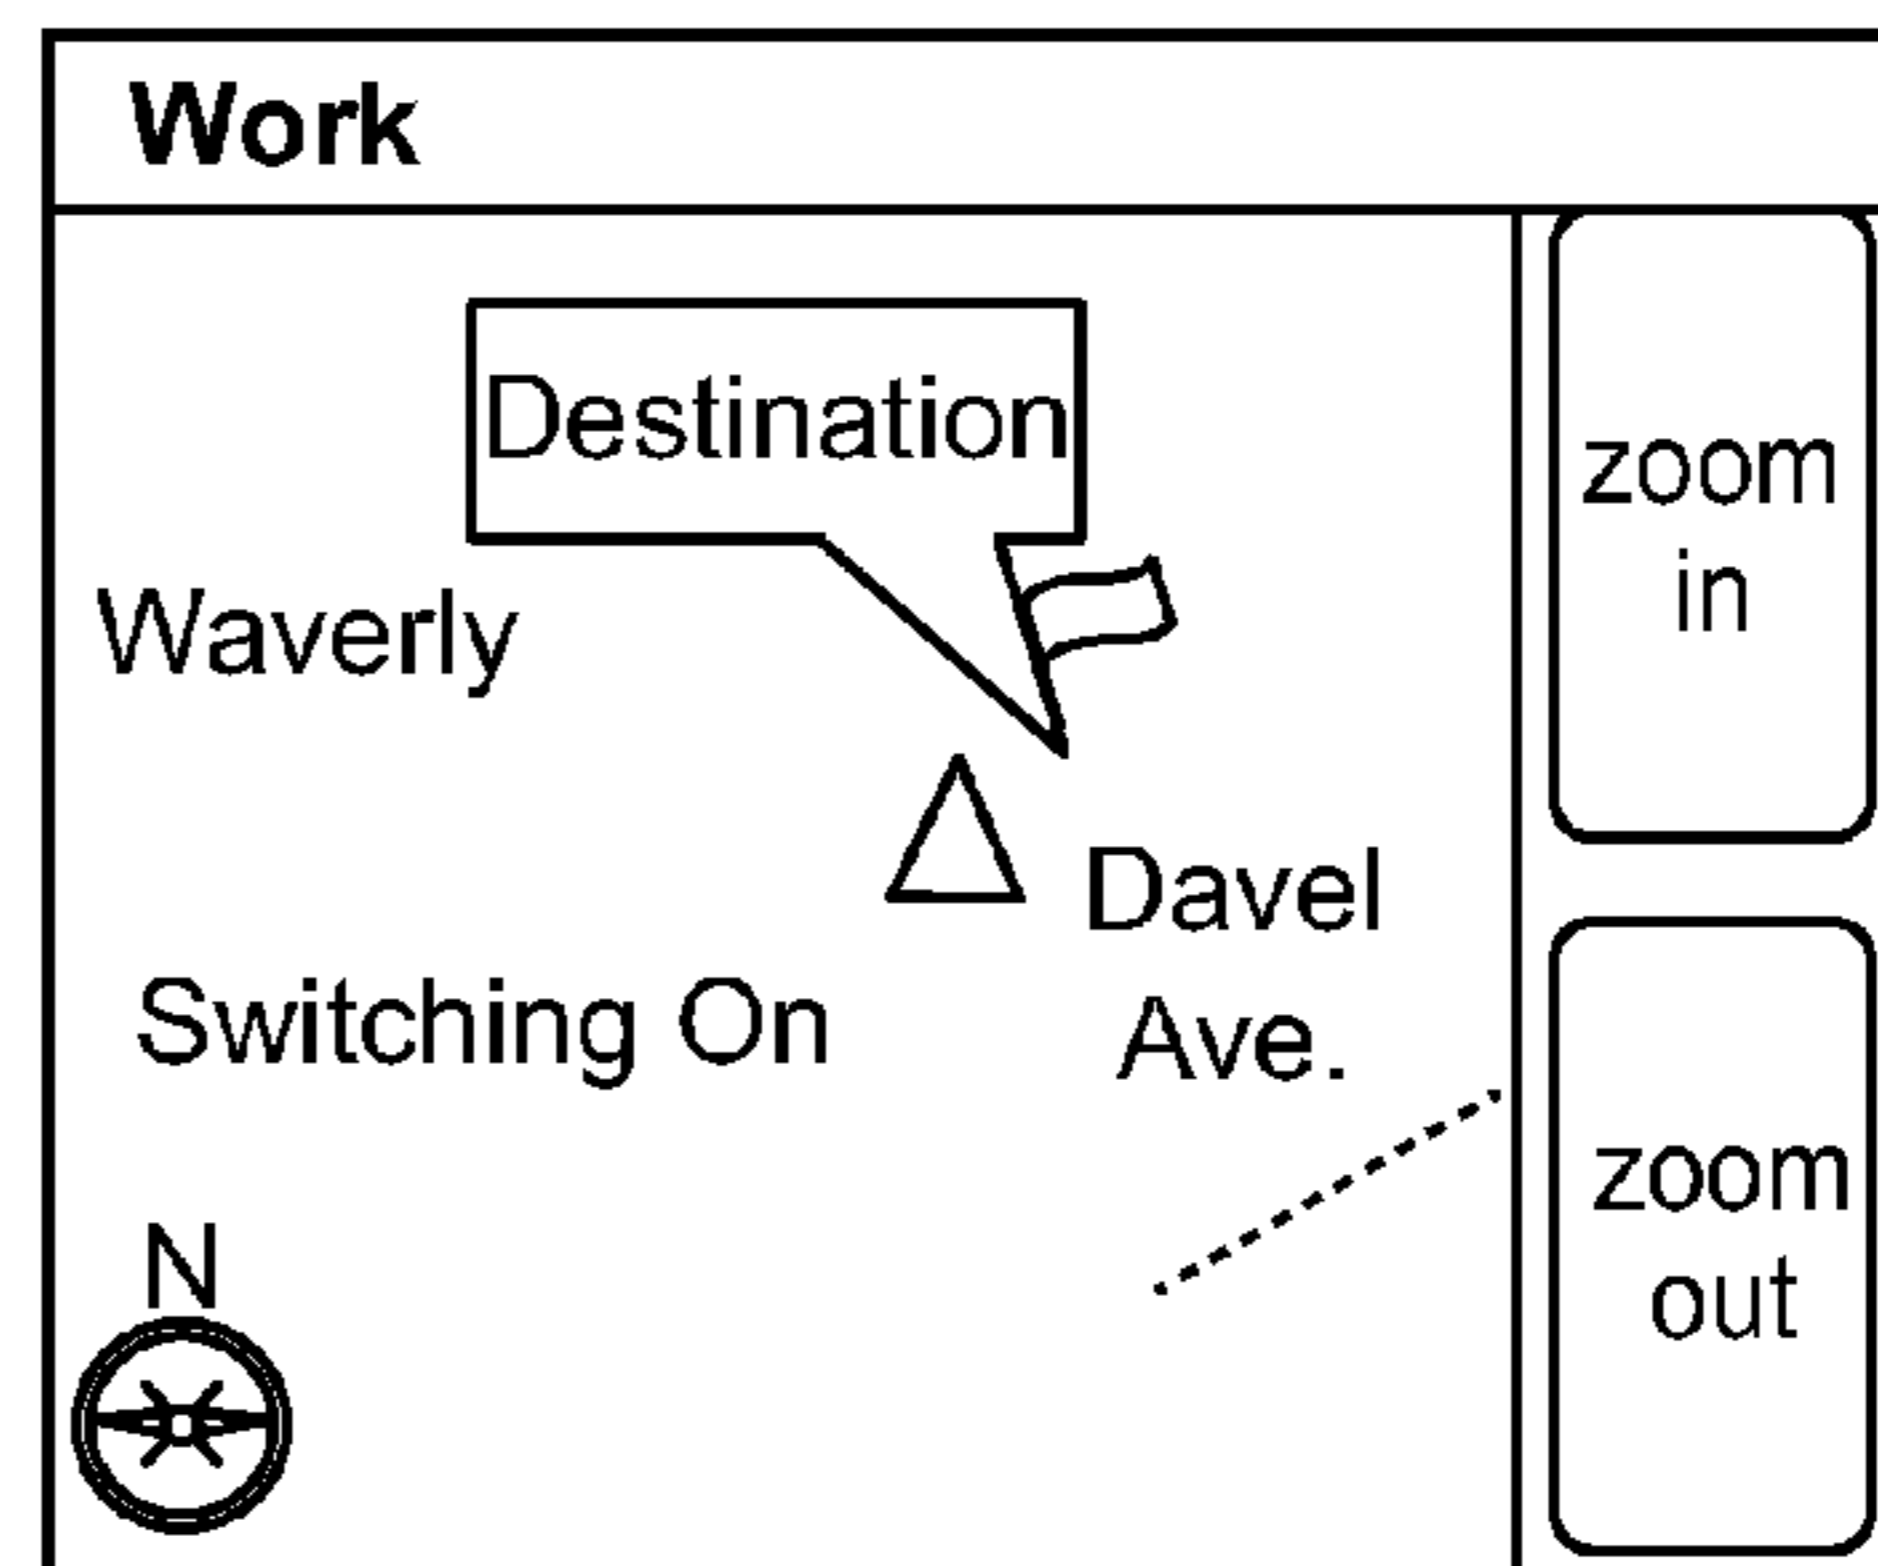 Work
Destination
zoom
in
Waverly
Davel
Ave.
Switching On
zoom
out
N